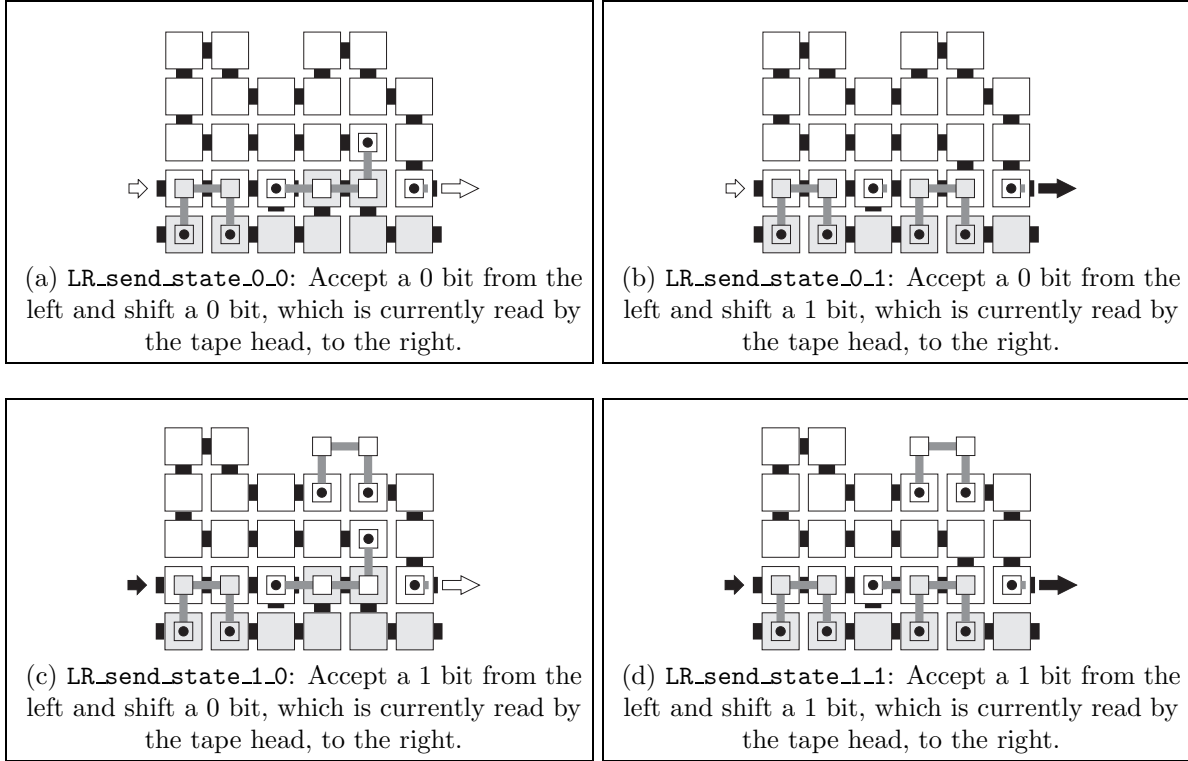 (a) LR_send_state_0_0: Accept a 0 bit from the
left and shift a 0 bit, which is currently read by
the tape head, to the right.
(b) LR_send_state_0_1: Accept a 0 bit from the
left and shift a 1 bit, which is currently read by
the tape head, to the right.
(c) LR_send_state_1_0: Accept a 1 bit from the
left and shift a 0 bit, which is currently read by
the tape head, to the right.
(d) LR_send_state_1_1: Accept a 1 bit from the
left and shift a 1 bit, which is currently read by
the tape head, to the right.